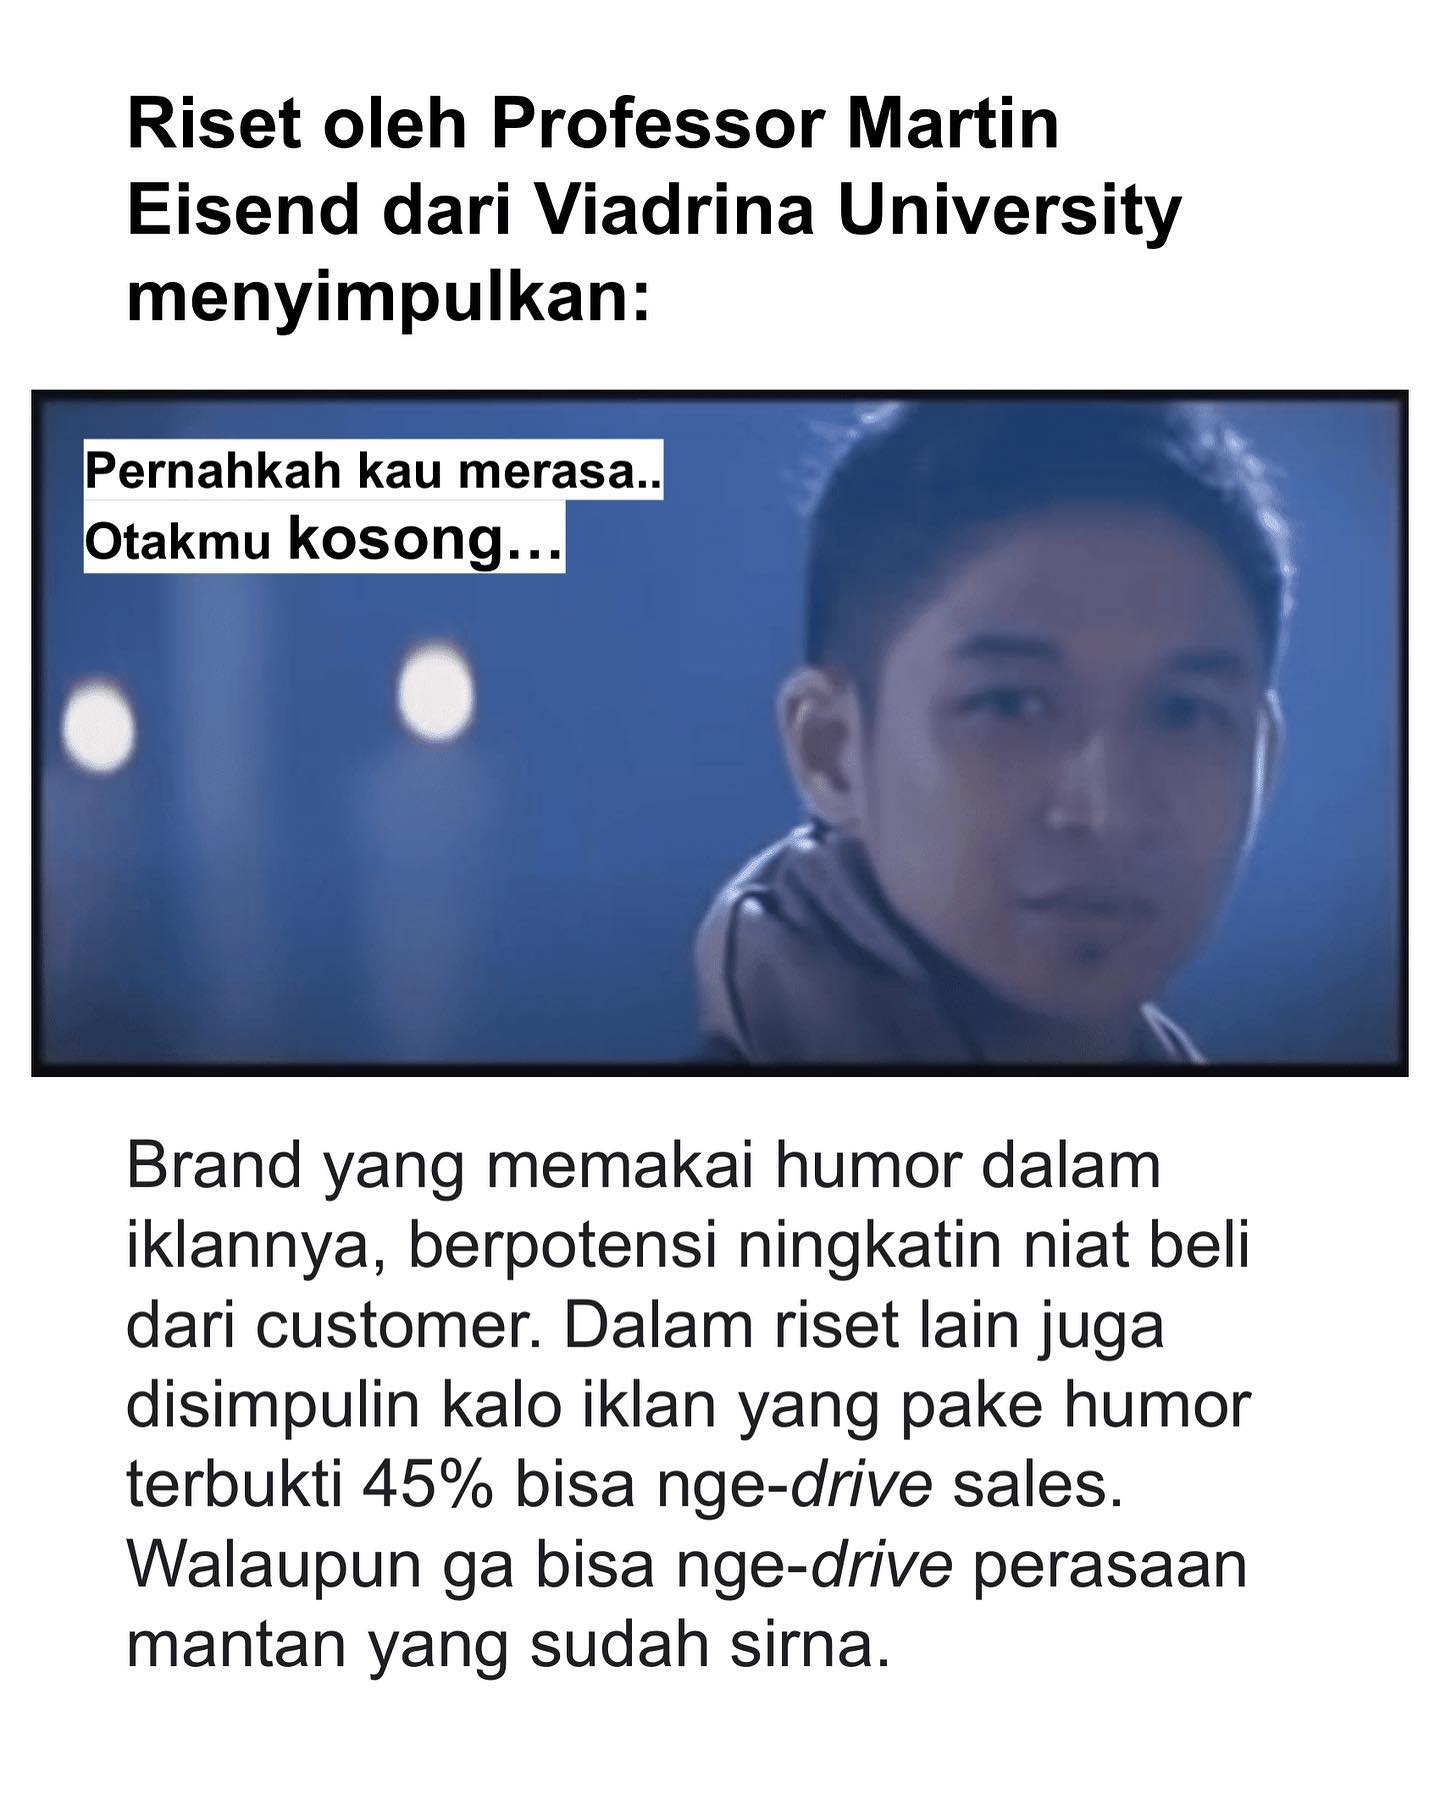 Riset oleh Professor Martin
Eisend dari Viadrina University
menyimpulkan:
Pernahkah kau merasa..
Otakmu kosong...
Brand yang memakai humor dalam
iklannya, berpotensi ningkatin niat beli
dari customer. Dalam riset lain juga
disimpulin kalo iklan yang pake humor
terbukti 45% bisa nge-drive sales.
Walaupun ga bisa nge-drive perasaan
mantan yang sudah sirna.